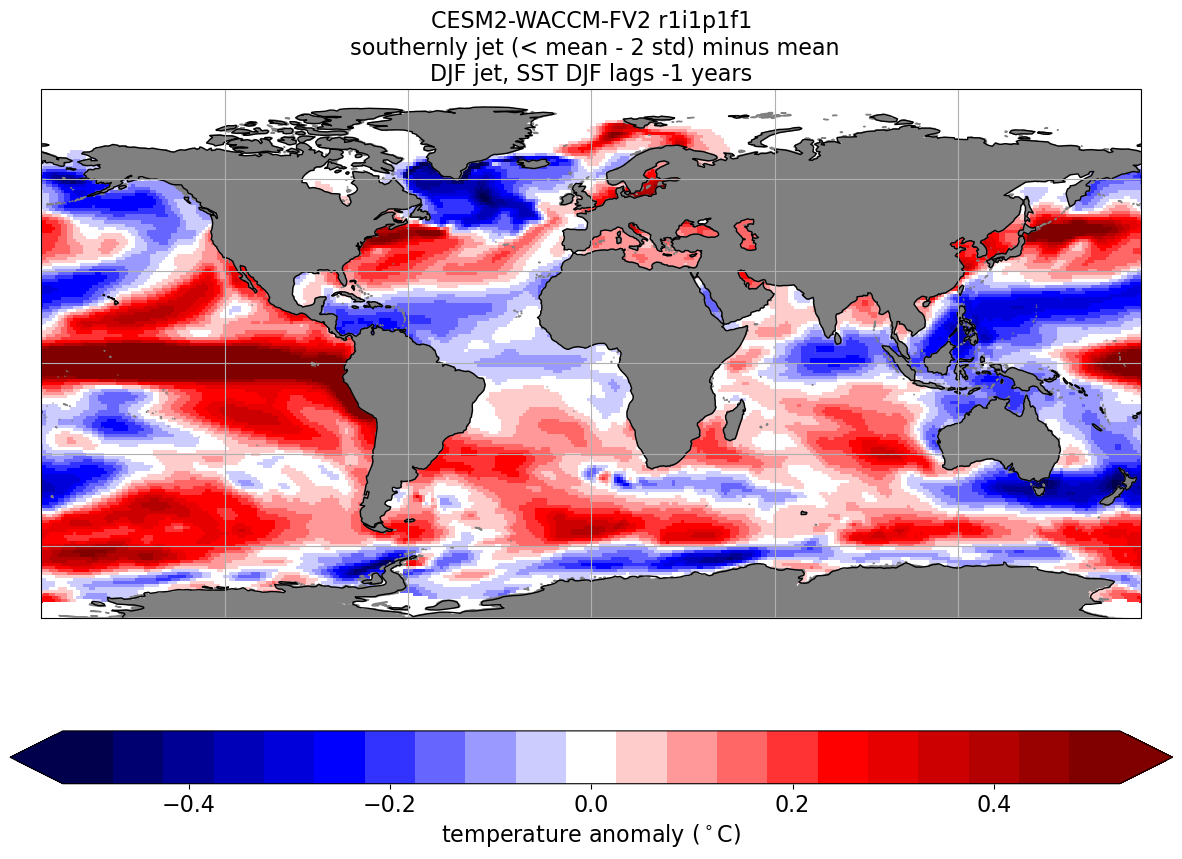 CESM2-WACCM-FV2 r1i1p1f1
southernly jet (< mean - 2 std) minus mean
DJF jet, SST DJF lags -1 years
−0.4 −0.2 0.0 0.2 0.4
temperature anomaly (°C)